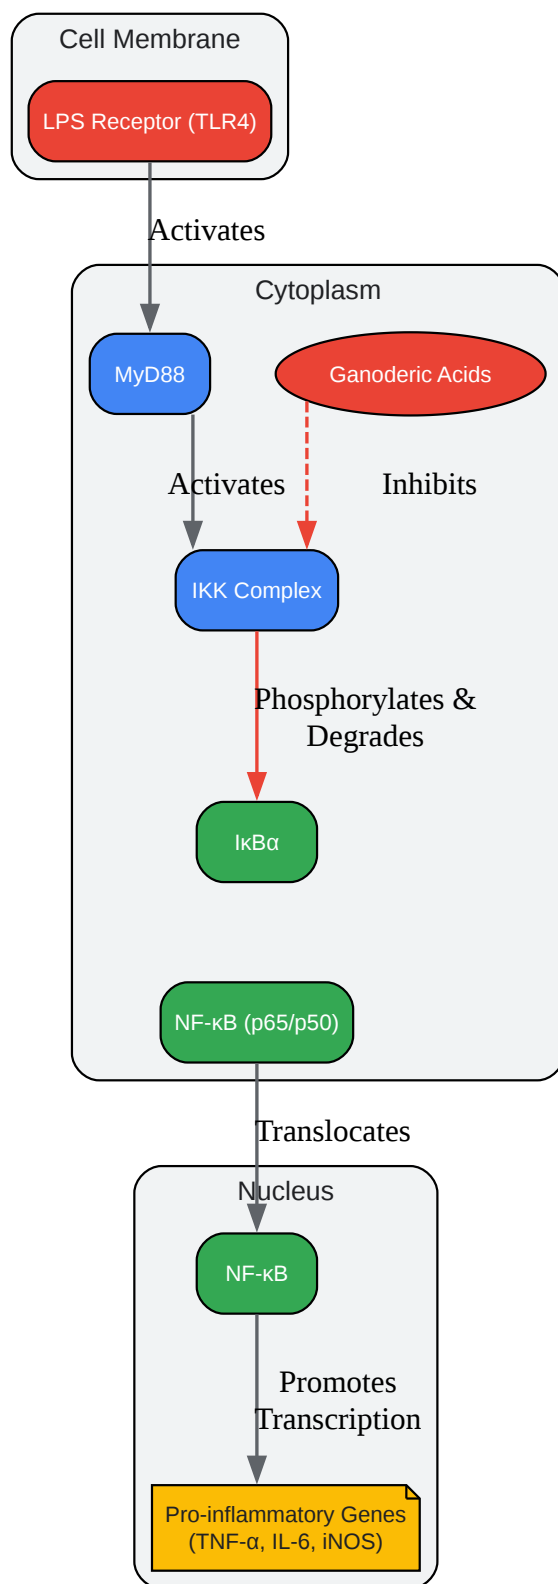 Cell Membrane
LPS Receptor (TLR4)
Activates
Cytoplasm
MyD88
Ganoderic Acids
Activates
Inhibits
IKK Complex
Phosphorylates &
Degrades
IκBα
NF-κB (p65/p50)
Translocates
Nucleus
NF-κB
Promotes
Transcription
Pro-inflammatory Genes
(TNF-α, IL-6, iNOS)